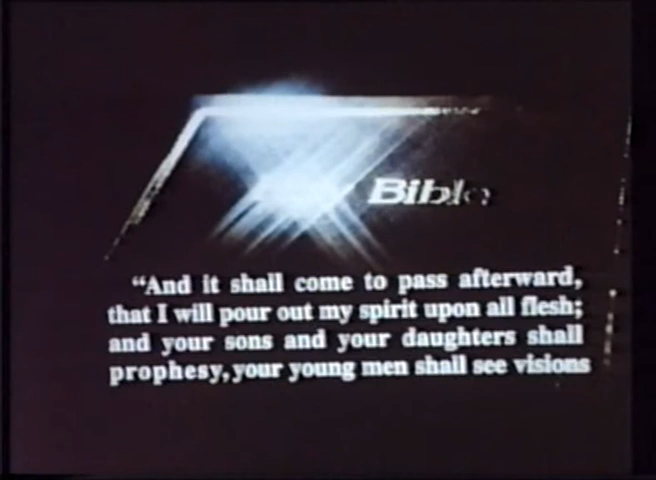 Bible
"And it shall come to pass afterward,
that I will pour out my spirit upon all flesh;
and your sons and your daughters shall
prophesy, your young men shall see visions